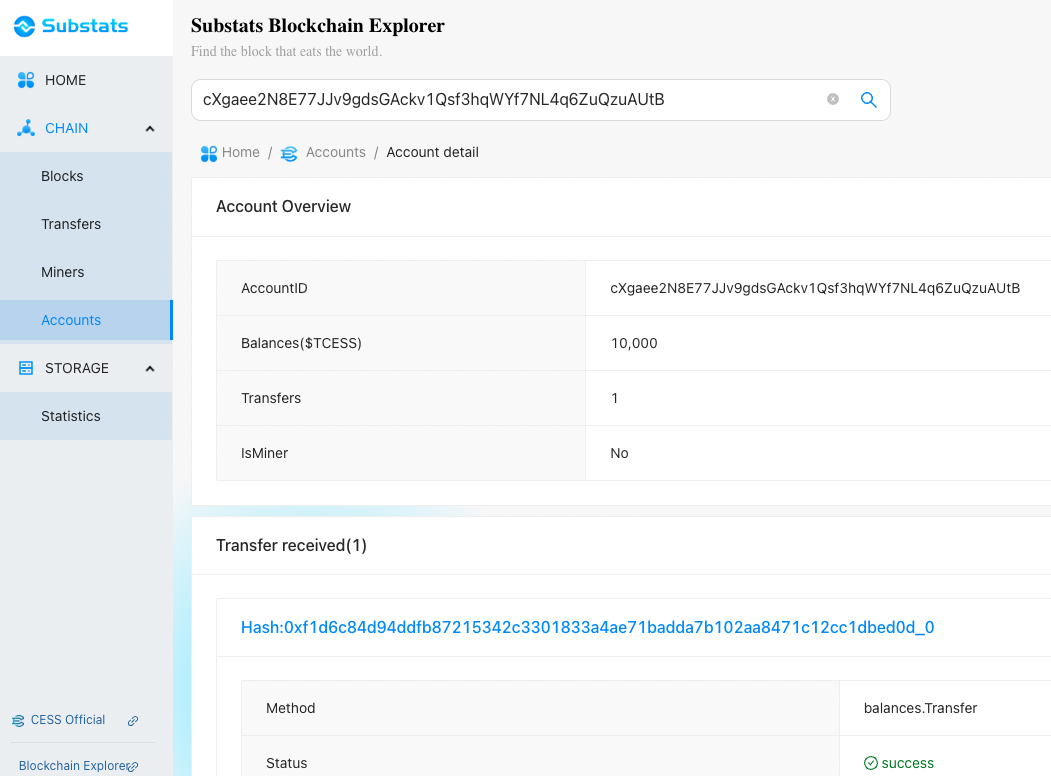 Substats
HOME
CHAIN
Blocks
Transfers
Miners
Accounts
STORAGE
Statistics
CESS Official
Blockchain Explorer
Substats Blockchain Explorer
Find the block that eats the world.
cXgaee2N8E77JJv9gdsGAckv1Qsf3hqWYf7NL4q6ZuQzuAUtB
Home / Accounts / Account detail
Account Overview
AccountID cXgaee2N8E77JJv9gdsGAckv1Qsf3hqWYf7NL4q6ZuQzuAUtB
Balances($TCESS) 10,000
Transfers 1
IsMiner No
Transfer received(1)
Hash:0xf1d6c84d94ddfb87215342c3301833a4ae71badda7b102aa8471c12cc1dbed0d_0
Method balances.Transfer
Status success